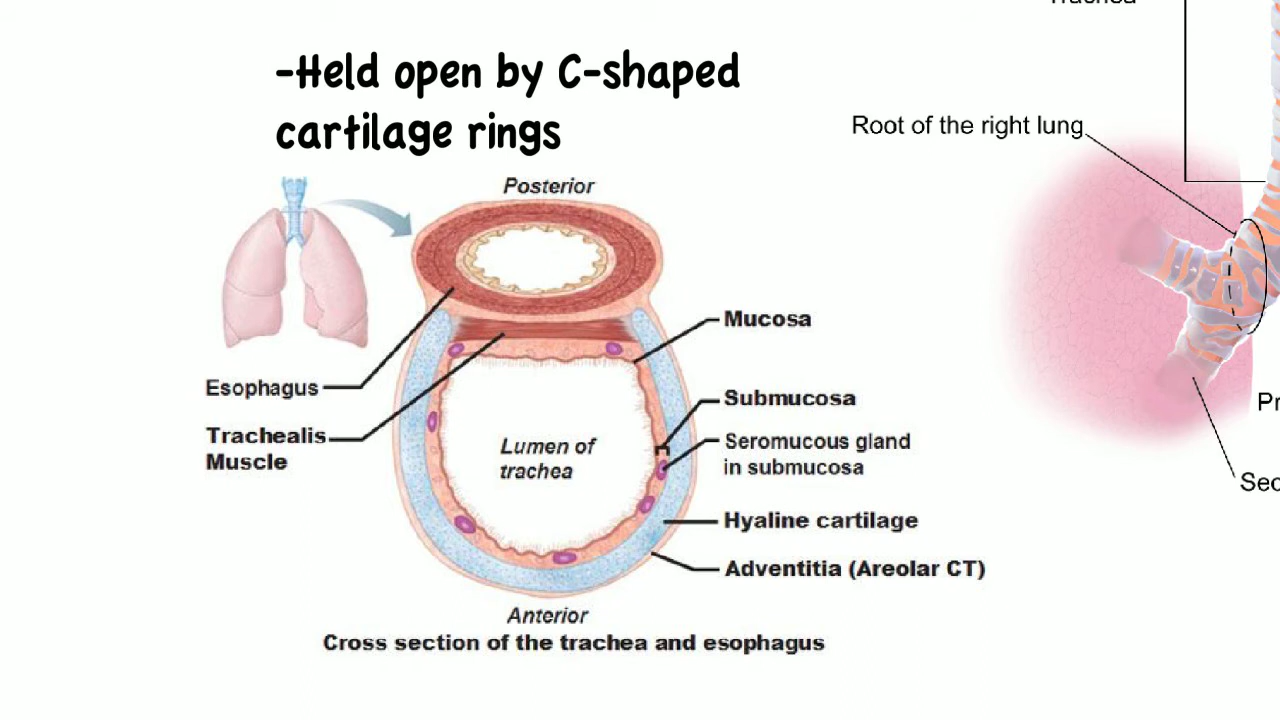 -Held open by C-shaped
cartilage rings
Root of the right lung
Posterior
Mucosa
Esophagus
Submucosa
Trachealis
Muscle
Lumen of
trachea
Seromucous gland
in submucosa
Hyaline cartilage
Adventitia (Areolar CT)
Anterior
Cross section of the trachea and esophagus